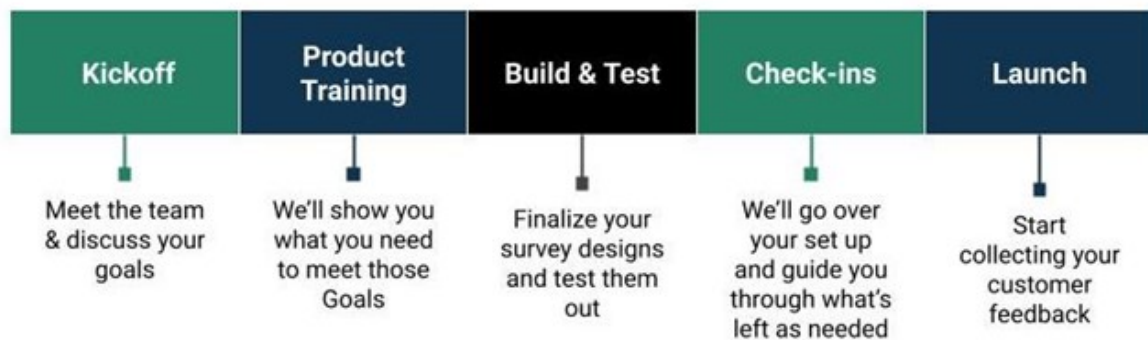 Kickoff
Product
Training
Build & Test
Check-ins
Launch
Meet the team
& discuss your
goals
We'll show you
what you need
to meet those
Goals
Finalize your
survey designs
and test them
out
We'll go over
your set up
and guide you
through what's
left as needed
Start
collecting your
customer
feedback